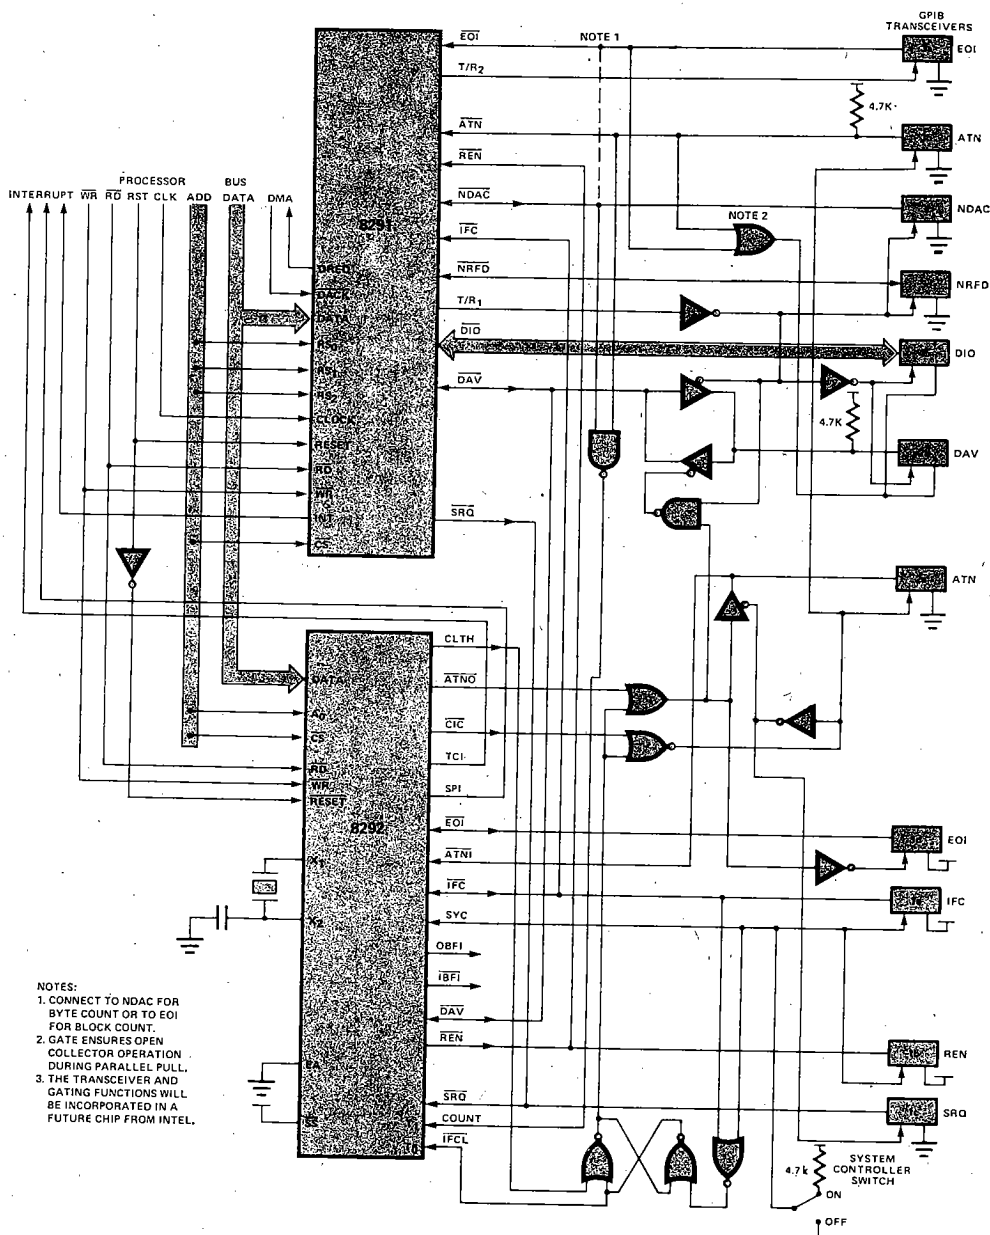 GPIB
TRANSCEIVERS
NOTE 1
EOI
EOI
T/R2
4.7K
ATN
ATN
REN
PROCESSOR BUS
INTERRUPT WR RD RST CLK ADD DATA DMA
NDAC
NDAC
NOTE 2
8291
IFC
DREQ
NRFD
NRFD
DACK
T/R1
DATA
DIO
DIO
RS0
RS1
DAV
RS2
4.7K
CLOCK
RESET
DAV
RD
WR
INT
SRQ
CS
ATN
CLTH
DATA
ATNO
A0
CIC
CS
TCI
RD
WR
SPI
RESET
8292
EOI
EOI
X1
ATNI
IFC
IFC
X2
SYC
OBFI
IBFI
NOTES:
1. CONNECT TO NDAC FOR
BYTE COUNT OR TO EOI
FOR BLOCK COUNT.
2. GATE ENSURES OPEN
COLLECTOR OPERATION
DURING PARALLEL PULL.
3. THE TRANSCEIVER AND
GATING FUNCTIONS WILL
BE INCORPORATED IN A
FUTURE CHIP FROM INTEL.
DAV
REN
REN
EA
SRQ
SRQ
SS
COUNT
IFCL
4.7k
SYSTEM
CONTROLLER
SWITCH
ON
OFF